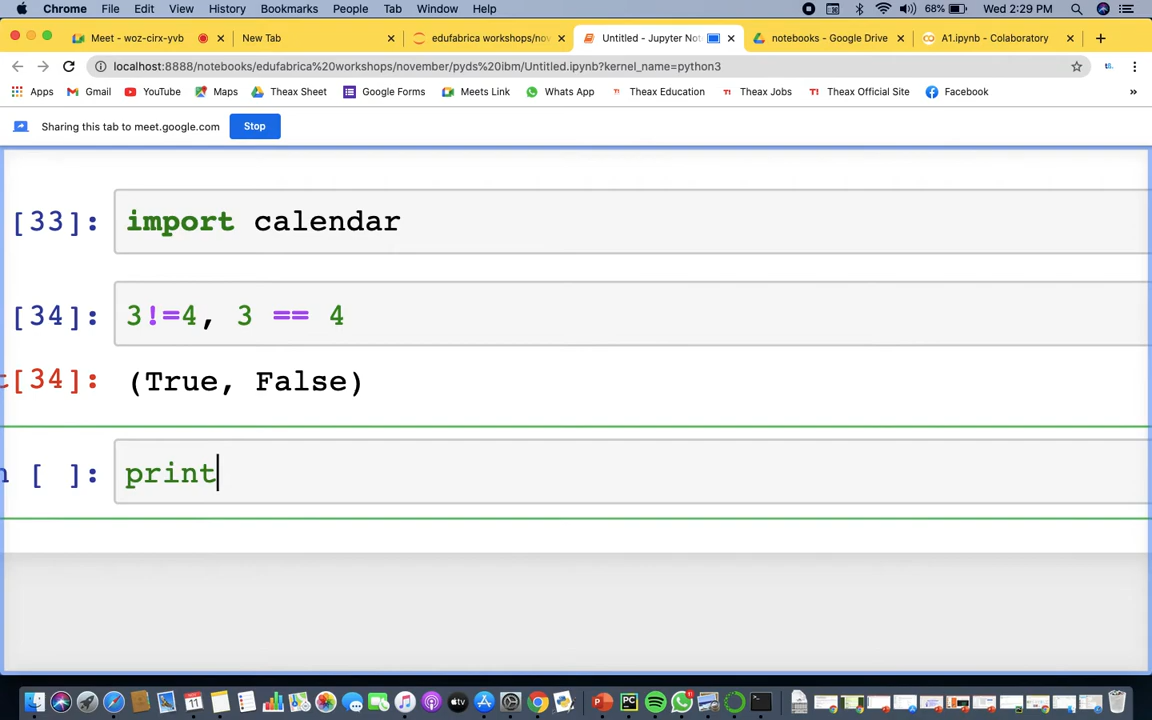 Chrome File Edit View History Bookmarks People Tab Window Help 68% Wed 2:29 PM
Meet - woz-cirx-yvb New Tab edufabrica workshops/nov Untitled - Jupyter Not notebooks - Google Drive A1.ipynb - Colaboratory
localhost:8888/notebooks/edufabrica%20workshops/november/pyds%20ibm/Untitled.ipynb?kernel_name=python3
Apps Gmail YouTube Maps Theax Sheet Google Forms Meets Link Whats App Theax Education Theax Jobs Theax Official Site Facebook »
Sharing this tab to meet.google.com Stop
[33]: import calendar
[34]: 3!=4, 3 == 4
t[34]: (True, False)
n [ ]: print